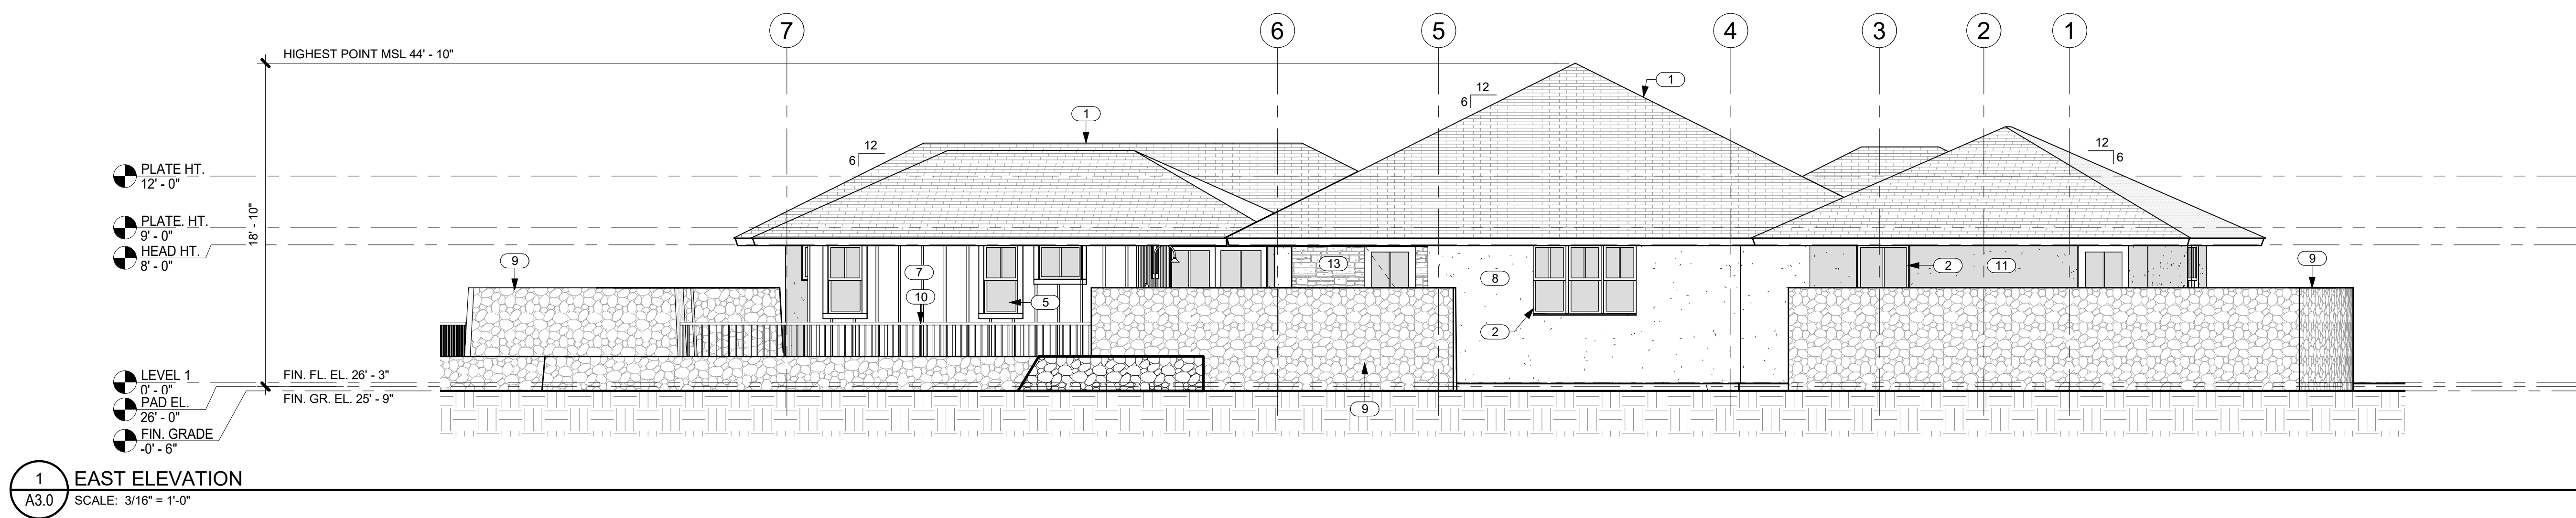 7
6
5
4
3
2
1
HIGHEST POINT MSL 44' - 10"
12
6
1
1
12
6
12
6
PLATE HT.
12' - 0"
PLATE. HT.
9' - 0"
HEAD HT.
8' - 0"
18' - 10"
9
7
10
5
13
8
2
2
11
9
9
LEVEL 1
0' - 0"
FIN. FL. EL. 26' - 3"
FIN. GR. EL. 25' - 9"
PAD EL.
26' - 0"
FIN. GRADE
-0' - 6"
1
A3.0
EAST ELEVATION
SCALE: 3/16" = 1'-0"